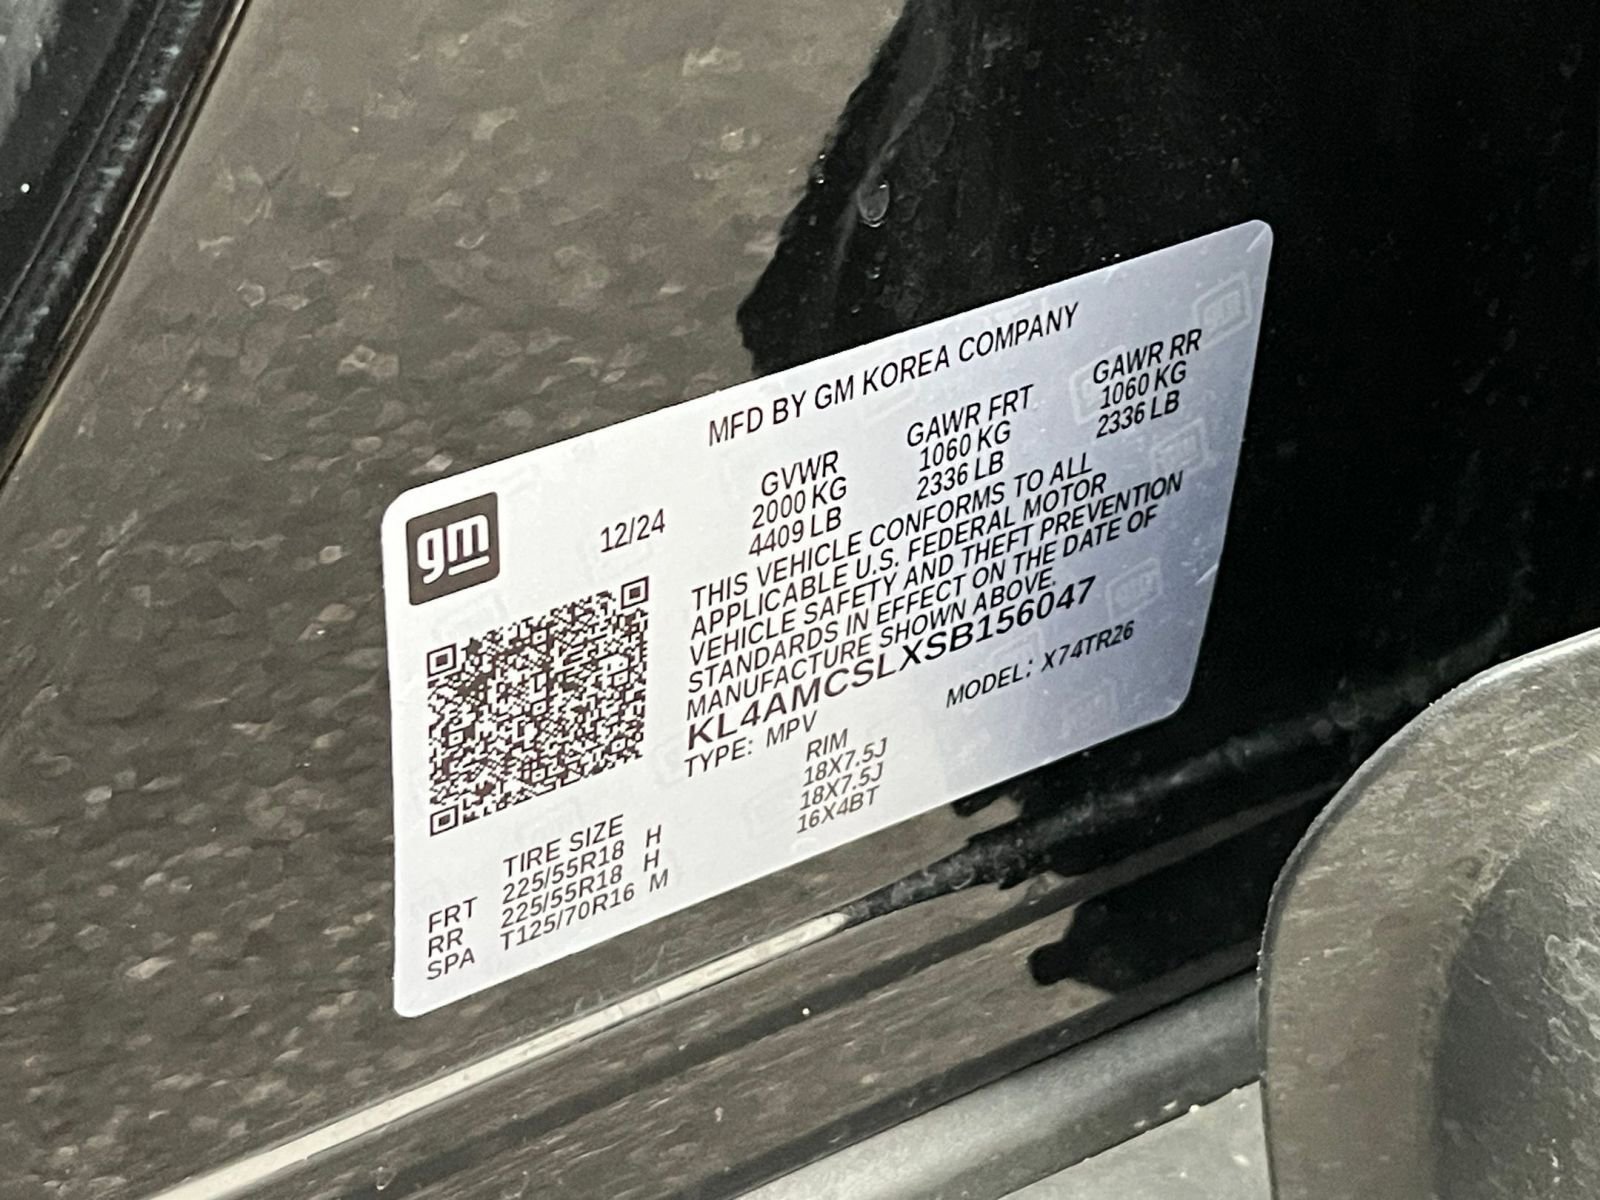 MFD BY GM KOREA COMPANY
gm
12/24
GVWR GAWR FRT GAWR RR
2000 KG 1060 KG 1060 KG
4409 LB 2336 LB 2336 LB
THIS VEHICLE CONFORMS TO ALL
APPLICABLE U.S. FEDERAL MOTOR
VEHICLE SAFETY AND THEFT PREVENTION
STANDARDS IN EFFECT ON THE DATE OF
MANUFACTURE SHOWN ABOVE.
KL4AMCSLXSB156047
TYPE: MPV MODEL: X74TR26
TIRE SIZE RIM
FRT 225/55R18 H 18X7.5J
RR 225/55R18 H 18X7.5J
SPA T125/70R16 M 16X4BT